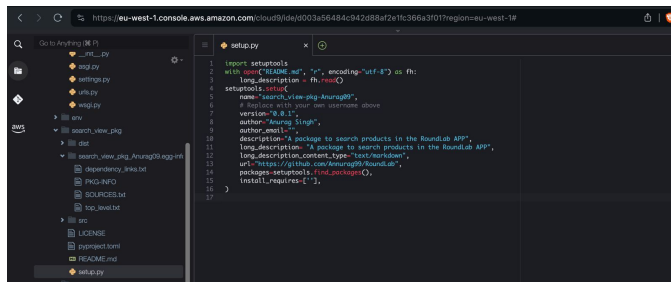 https://eu-west-1.console.aws.amazon.com/cloud9/ide/d003a56484c942d88af2e1fc366a3f01?region=eu-west-1#
Go to Anything (⌘ P)
__init__.py
asgi.py
settings.py
urls.py
wsgi.py
env
search_view_pkg
dist
search_view_pkg_Anurag09.egg-info
dependency_links.txt
PKG-INFO
SOURCES.txt
top_level.txt
src
LICENSE
pyproject.toml
README.md
setup.py
aws
setup.py
1 import setuptools
2 with open("README.md", "r", encoding="utf-8") as fh:
3 long_description = fh.read()
4 setuptools.setup(
5 name="search_view-pkg-Anurag09",
6 # Replace with your own username above
7 version="0.0.1",
8 author="Anurag Singh",
9 author_email="",
10 description="A package to search products in the RoundLab APP",
11 long_description= "A package to search products in the RoundLab APP",
12 long_description_content_type="text/markdown",
13 url="https://github.com/Annurag99/RoundLab",
14 packages=setuptools.find_packages(),
15 install_requires=[''],
16 )
17